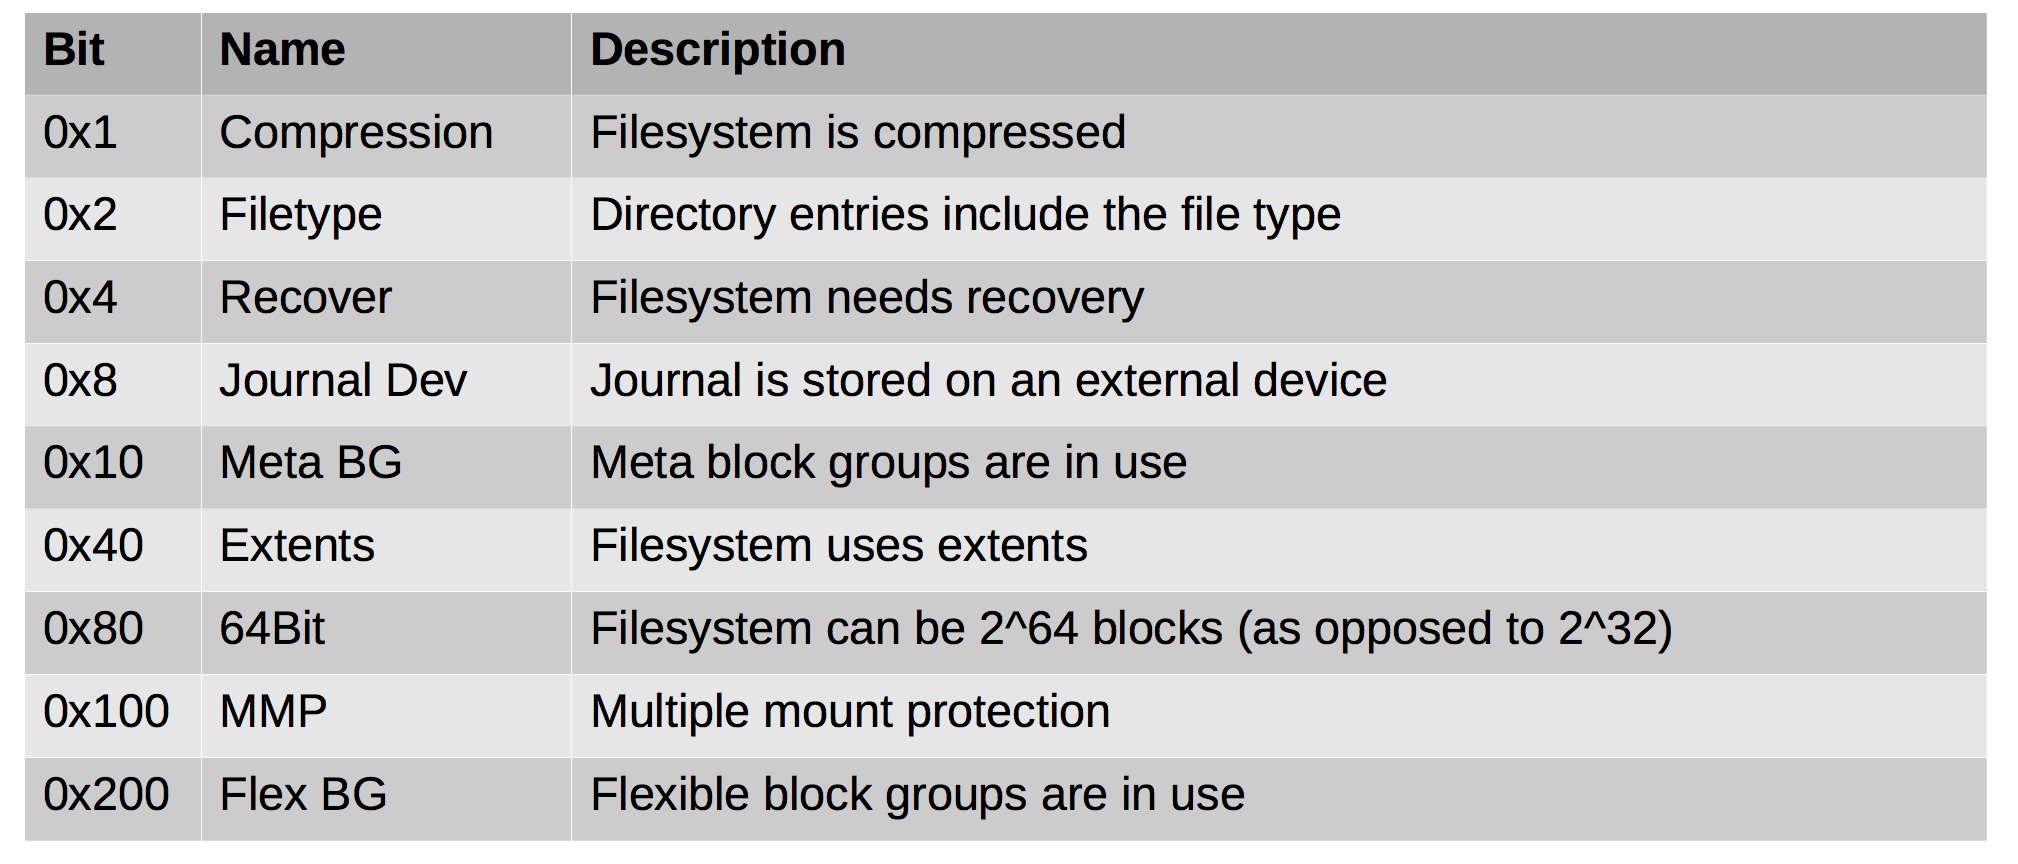 Bit Name Description
0x1 Compression Filesystem is compressed
0x2 Filetype Directory entries include the file type
0x4 Recover Filesystem needs recovery
0x8 Journal Dev Journal is stored on an external device
0x10 Meta BG Meta block groups are in use
0x40 Extents Filesystem uses extents
0x80 64Bit Filesystem can be 2^64 blocks (as opposed to 2^32)
0x100 MMP Multiple mount protection
0x200 Flex BG Flexible block groups are in use